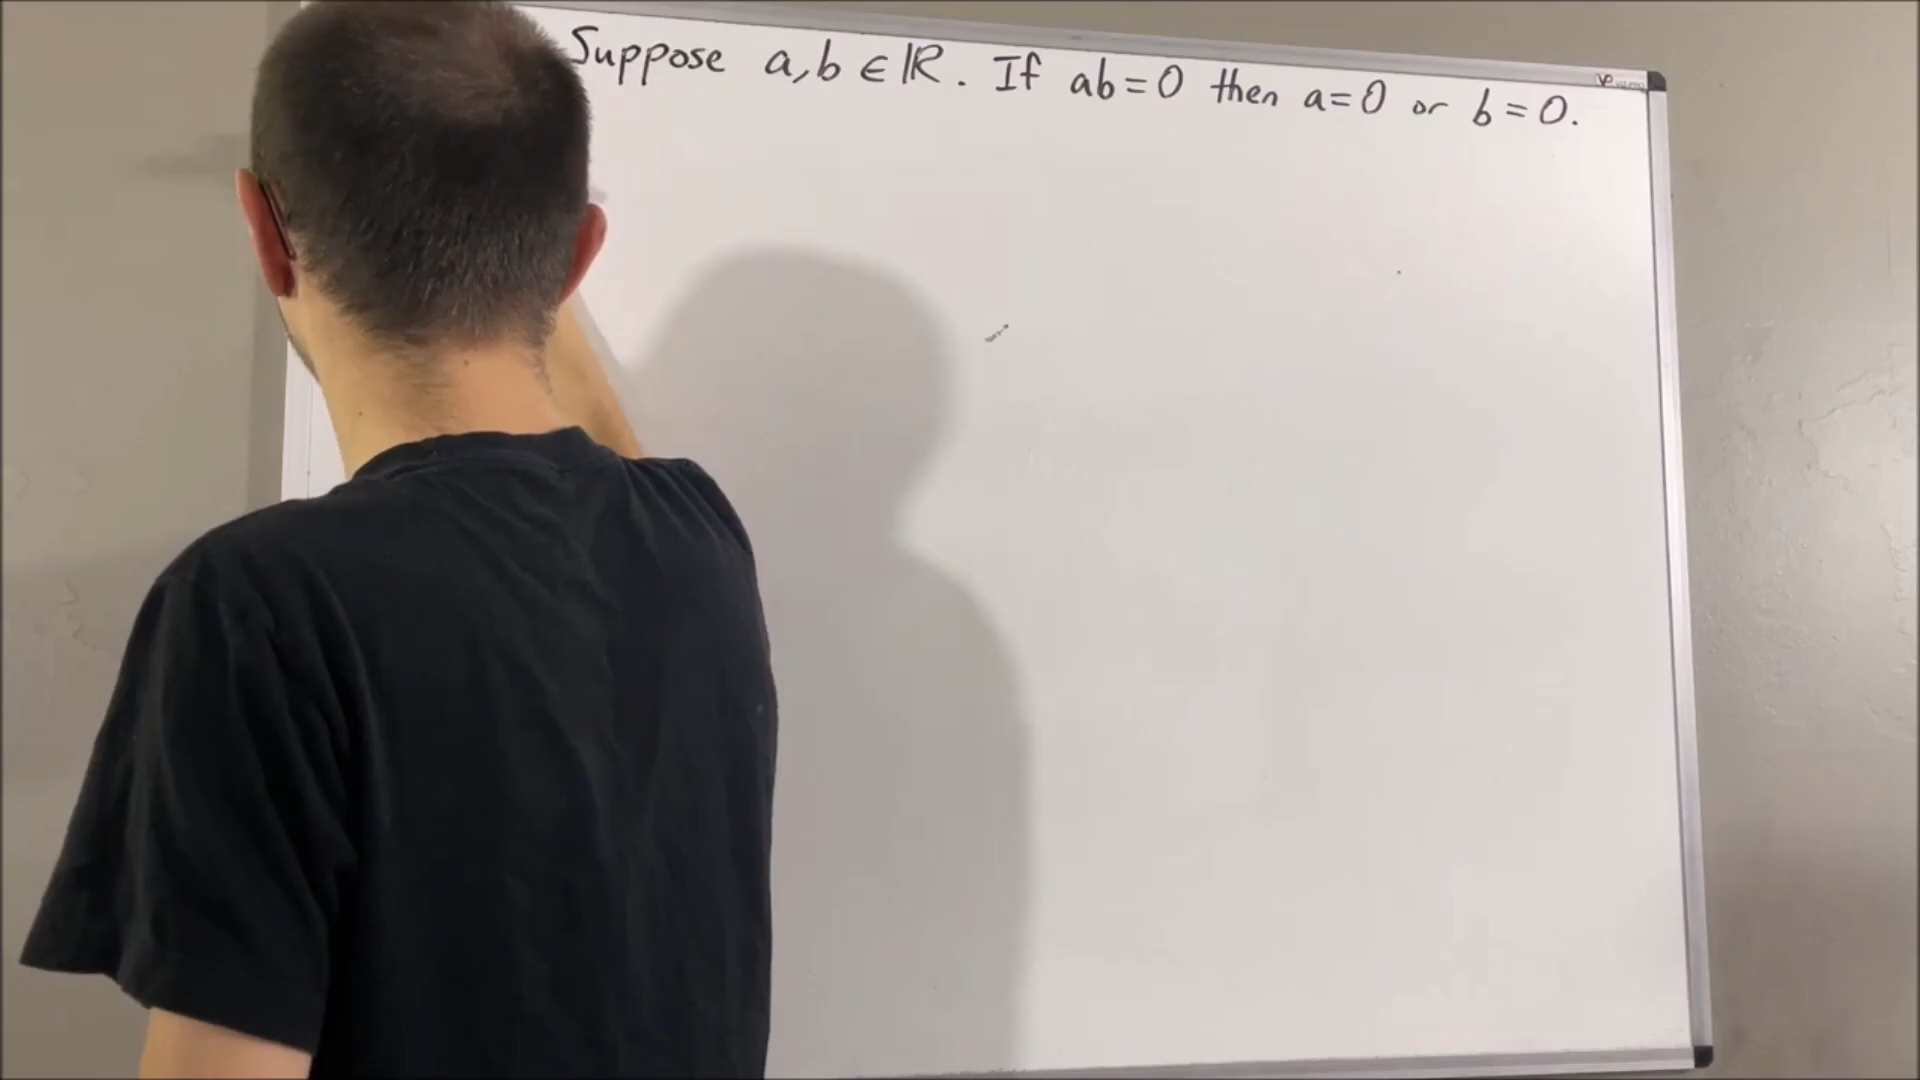 Suppose a, b ∈ ℝ. If ab = 0 then a = 0 or b = 0.